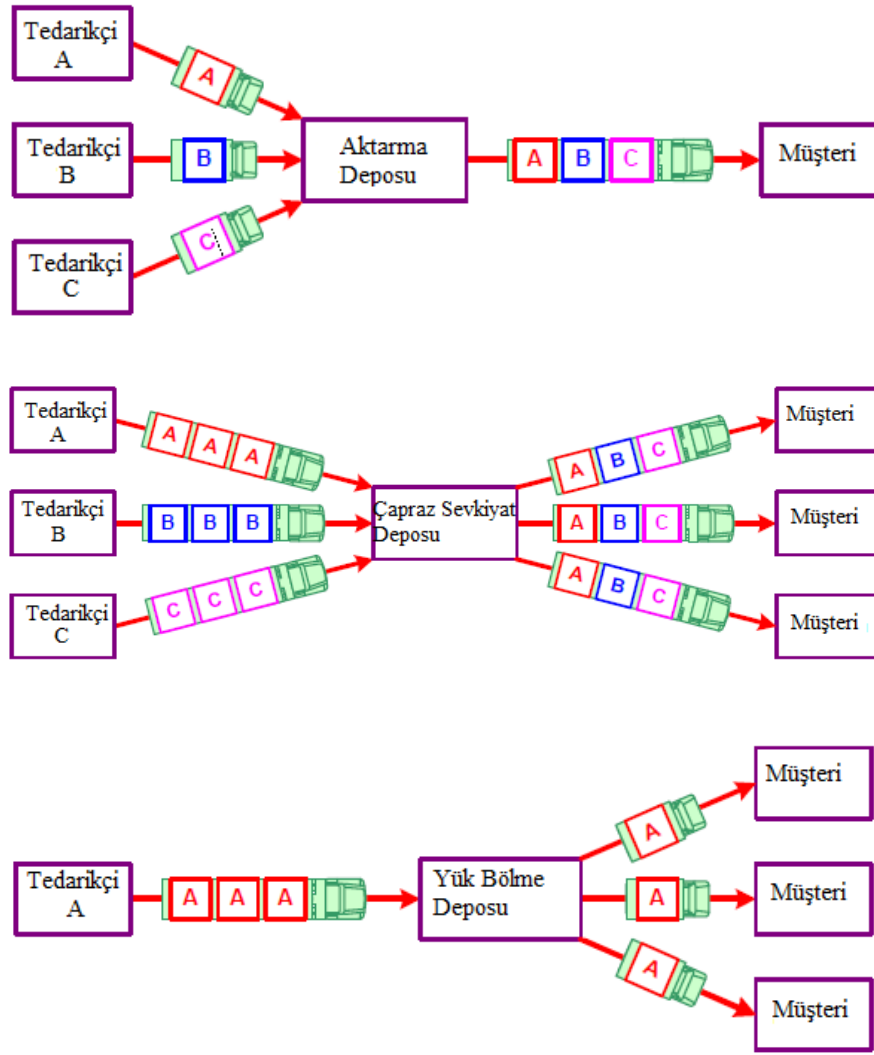 Tedarikçi
A
A
Tedarikçi
B
B
Tedarikçi
C
C
Aktarma
Deposu
A B C
Müşteri
Tedarikçi
A
A A A
Tedarikçi
B
B B B
Tedarikçi
C
C C C
Çapraz Sevkiyat
Deposu
A B C
Müşteri
A B C
Müşteri
A B C
Müşteri
Tedarikçi
A
A A A
Yük Bölme
Deposu
A
Müşteri
A
Müşteri
A
Müşteri